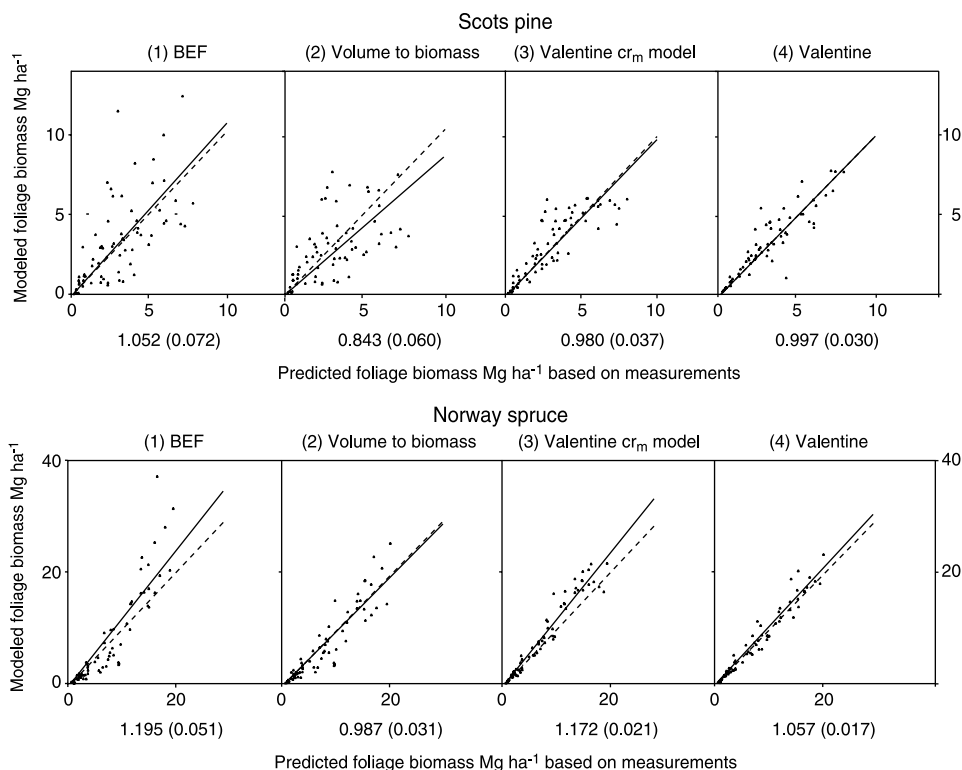 Scots pine
(1) BEF (2) Volume to biomass (3) Valentine crm model (4) Valentine
Modeled foliage biomass Mg ha-1
10 10
5 5
0
0 5 10 0 5 10 0 5 10 0 5 10
1.052 (0.072) 0.843 (0.060) 0.980 (0.037) 0.997 (0.030)
Predicted foliage biomass Mg ha-1 based on measurements
Norway spruce
(1) BEF (2) Volume to biomass (3) Valentine crm model (4) Valentine
Modeled foliage biomass Mg ha-1
40 40
20 20
0
0 20 0 20 0 20 0 20
1.195 (0.051) 0.987 (0.031) 1.172 (0.021) 1.057 (0.017)
Predicted foliage biomass Mg ha-1 based on measurements